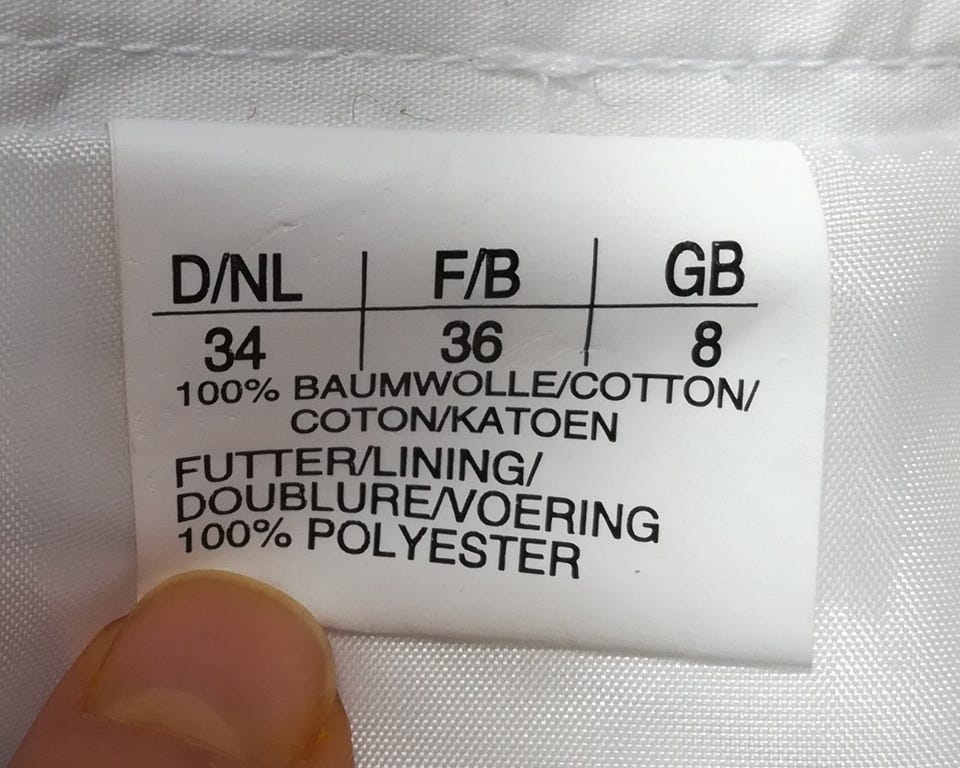 D/NL | F/B | GB
34 | 36 | 8
100% BAUMWOLLE/COTTON/
COTON/KATOEN
FUTTER/LINING/
DOUBLURE/VOERING
100% POLYESTER